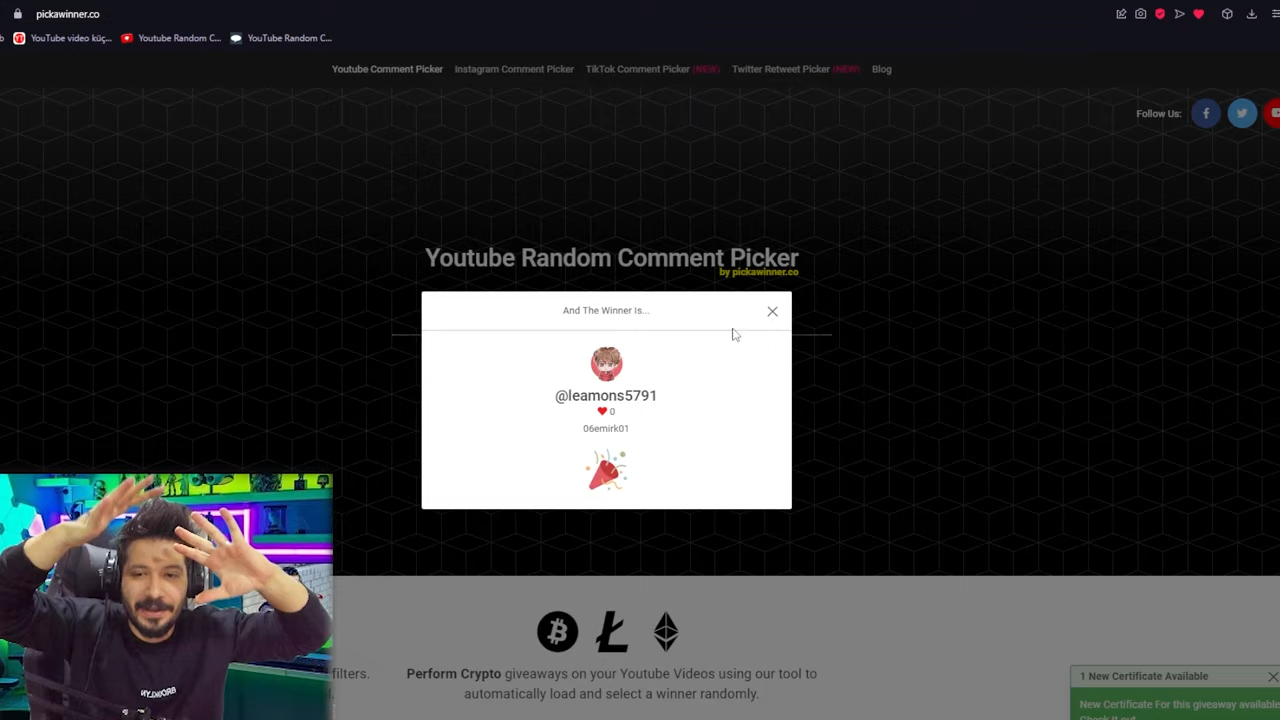 pickawinner.co
YouTube video küç... Youtube Random C... YouTube Random C...
Youtube Comment Picker Instagram Comment Picker TikTok Comment Picker (NEW) Twitter Retweet Picker (NEW) Blog
Follow Us:
Youtube Random Comment Picker
by pickawinner.co
And The Winner Is...
@leamons5791
0
06emirk01
filters.
Perform Crypto giveaways on your Youtube Videos using our tool to
automatically load and select a winner randomly.
1 New Certificate Available
New Certificate For this giveaway available